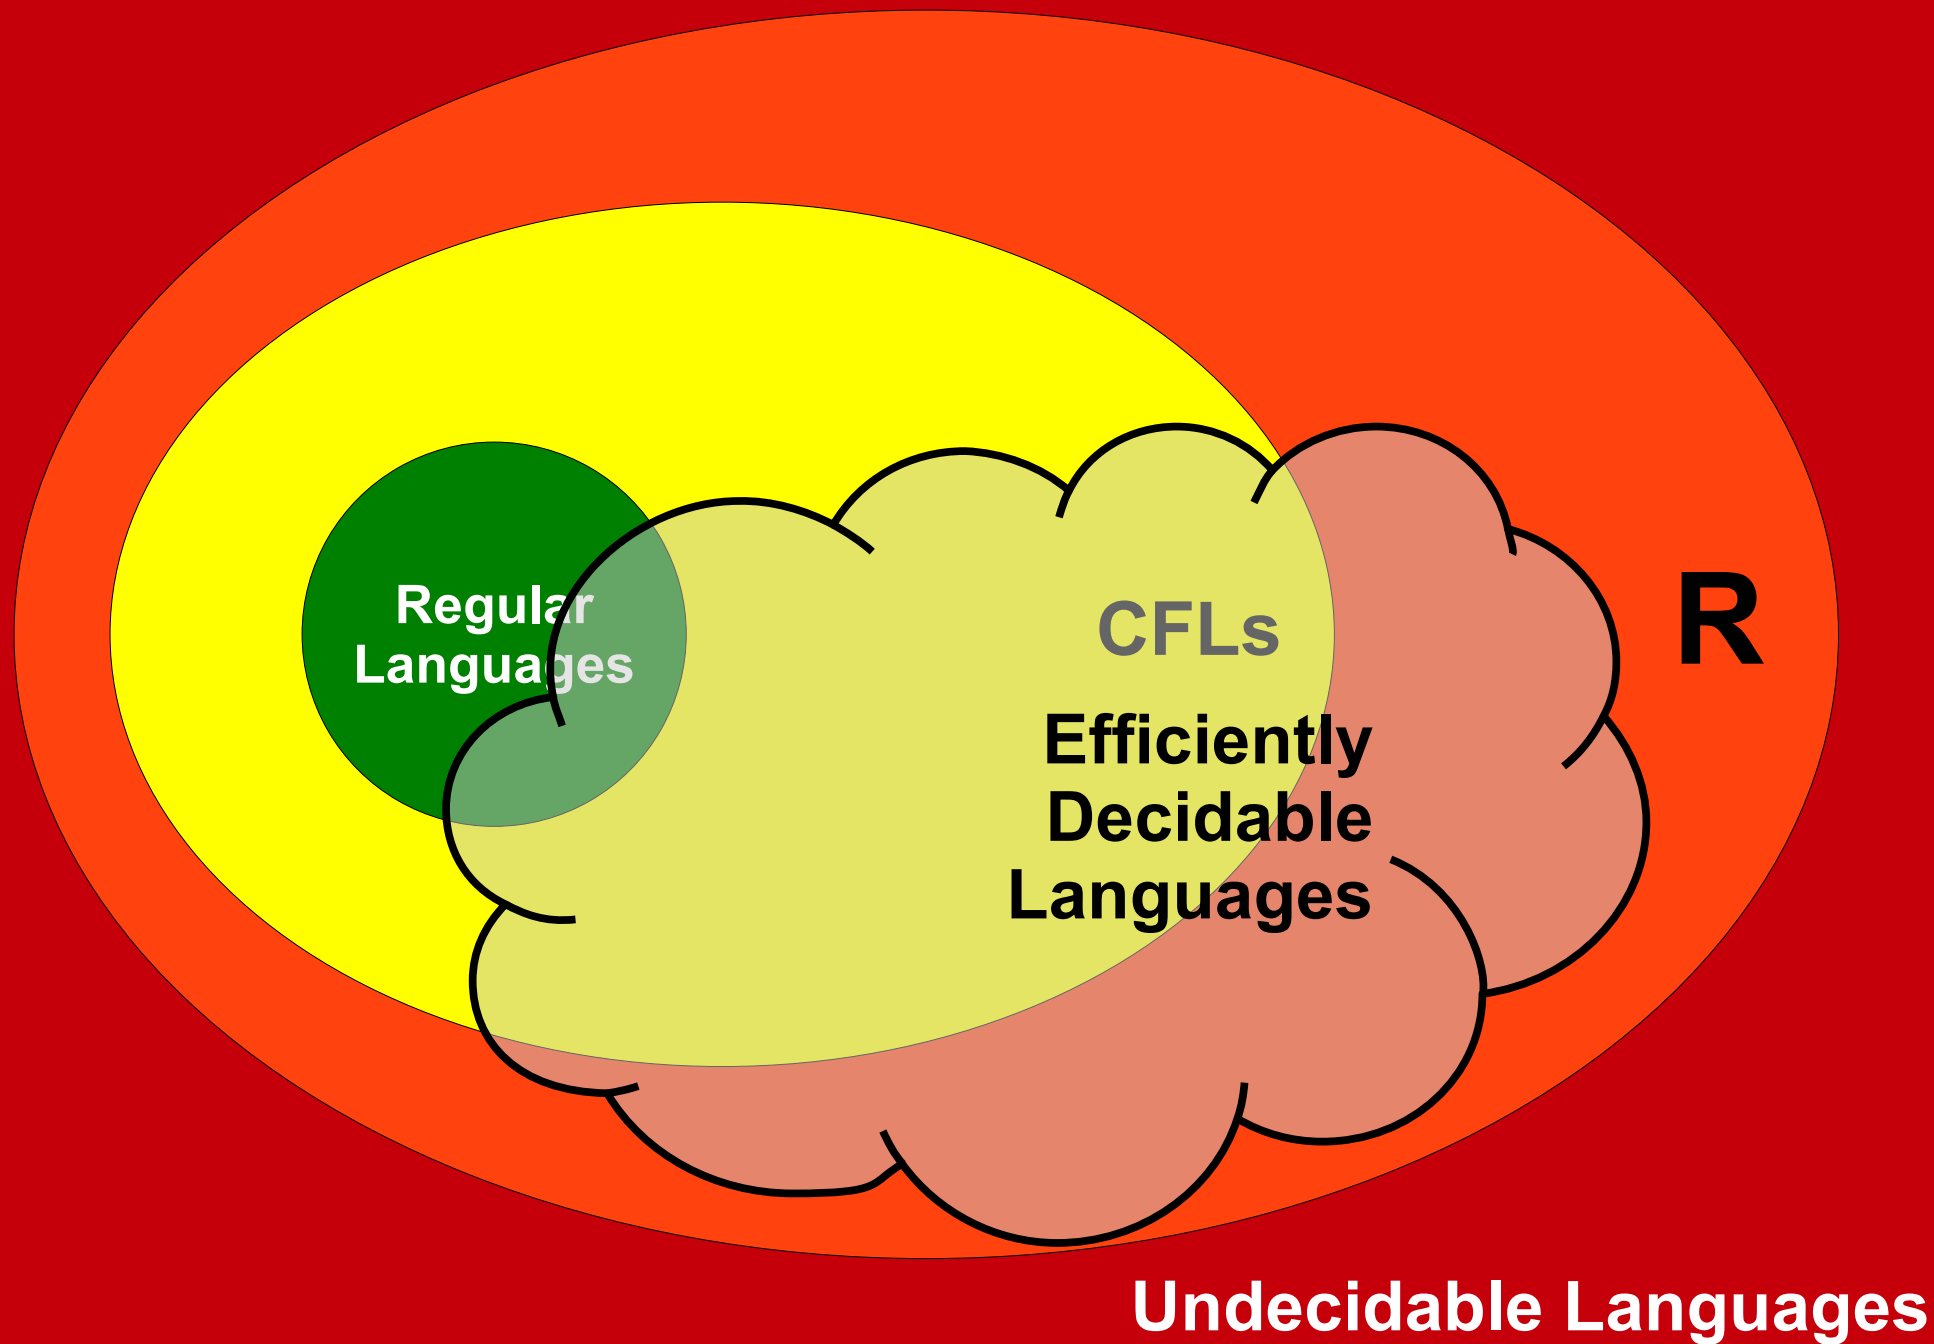 Regular
Languages
CFLs
R
Efficiently
Decidable
Languages
Undecidable Languages